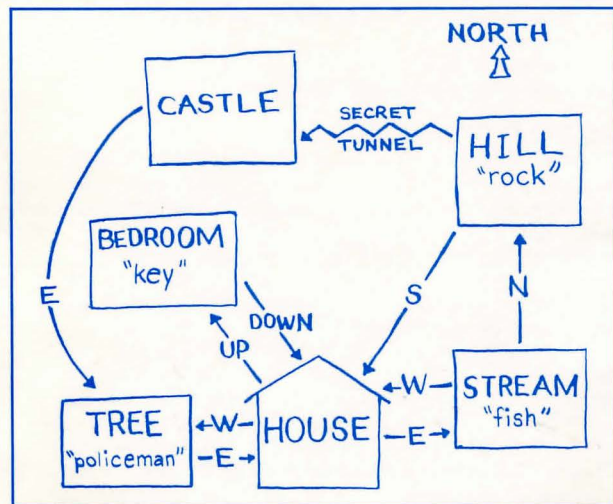 NORTH
CASTLE
SECRET
TUNNEL
HILL
"rock"
BEDROOM
"key"
E
S
N
DOWN
UP
TREE
"policeman"
W
E
HOUSE
W
E
STREAM
"fish"